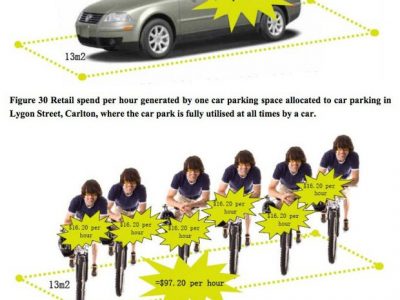 13m2
Figure 30 Retail spend per hour generated by one car parking space allocated to car parking in
Lygon Street, Carlton, where the car park is fully utilised at all times by a car.
$16.20 per
hour
$16.20 per
hour
$16.20 per
hour
$16.20 per
hour
$16.20 per
hour
$16.20 per
hour
13m2
=$97.20 per hour